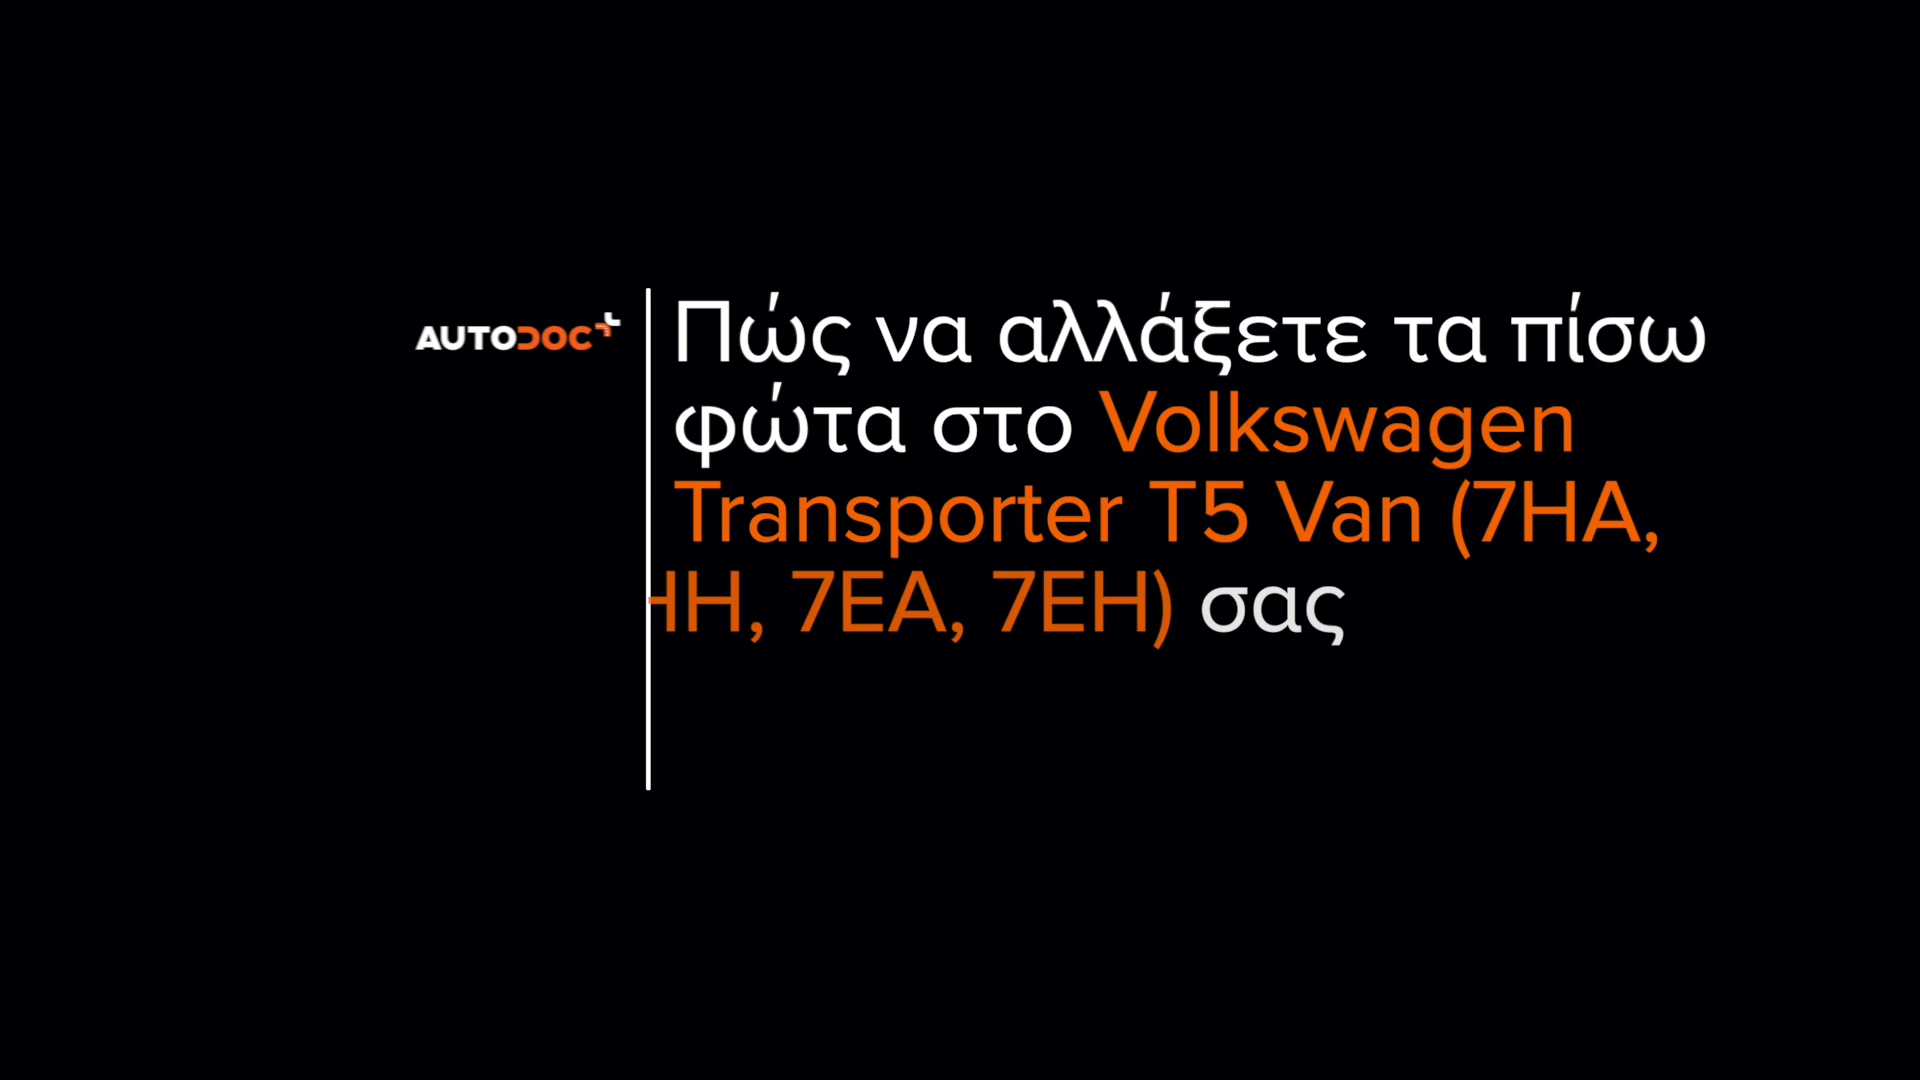 AUTODOC
Πώς να αλλάξετε τα πίσω
φώτα στο Volkswagen
Transporter T5 Van (7HA,
7EA, 7EH) σας